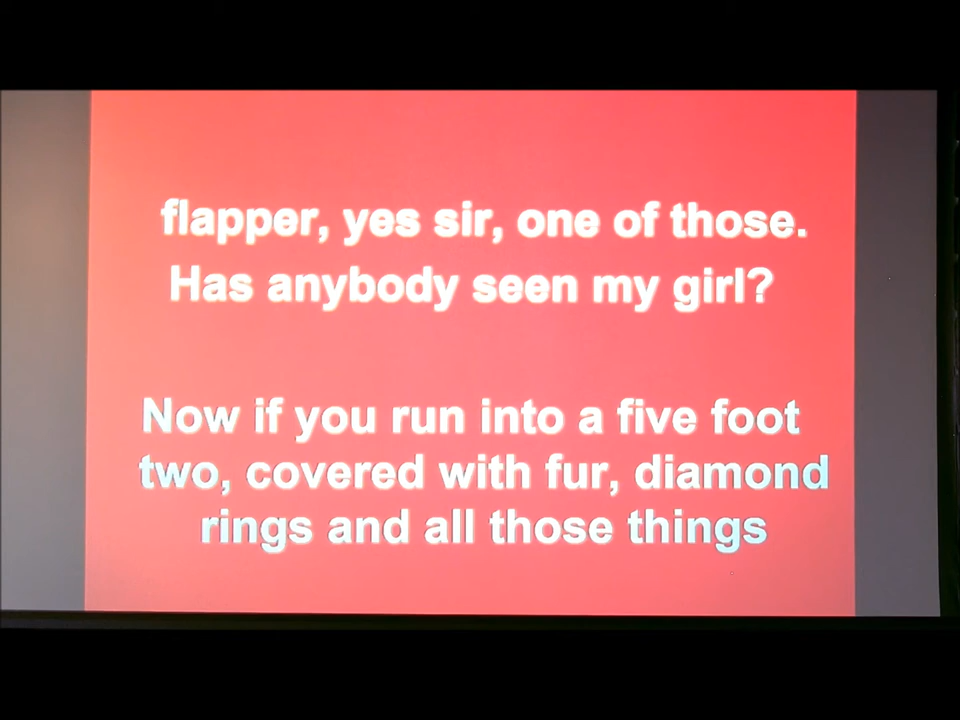 flapper, yes sir, one of those.
Has anybody seen my girl?
Now if you run into a five foot
two, covered with fur, diamond
rings and all those things